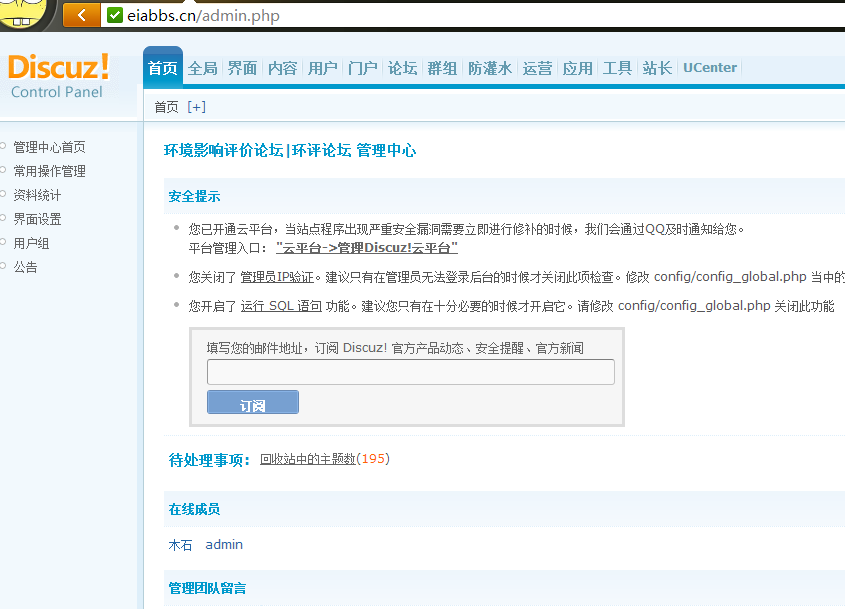 eiabbs.cn/admin.php
Discuz!
Control Panel
首页 全局 界面 内容 用户 门户 论坛 群组 防灌水 运营 应用 工具 站长 UCenter
首页 [+]
管理中心首页
常用操作管理
资料统计
界面设置
用户组
公告
环境影响评价论坛|环评论坛 管理中心
安全提示
您已开通云平台，当站点程序出现严重安全漏洞需要立即进行修补的时候，我们会通过QQ及时通知给您。
平台管理入口： "云平台->管理Discuz!云平台"
您关闭了 管理员IP验证。建议只有在管理员无法登录后台的时候才关闭此项检查。修改 config/config_global.php 当中的
您开启了 运行 SQL 语句 功能。建议您只有在十分必要的时候才开启它。请修改 config/config_global.php 关闭此功能
填写您的邮件地址，订阅 Discuz! 官方产品动态、安全提醒、官方新闻
订阅
待处理事项： 回收站中的主题数(195)
在线成员
木石 admin
管理团队留言